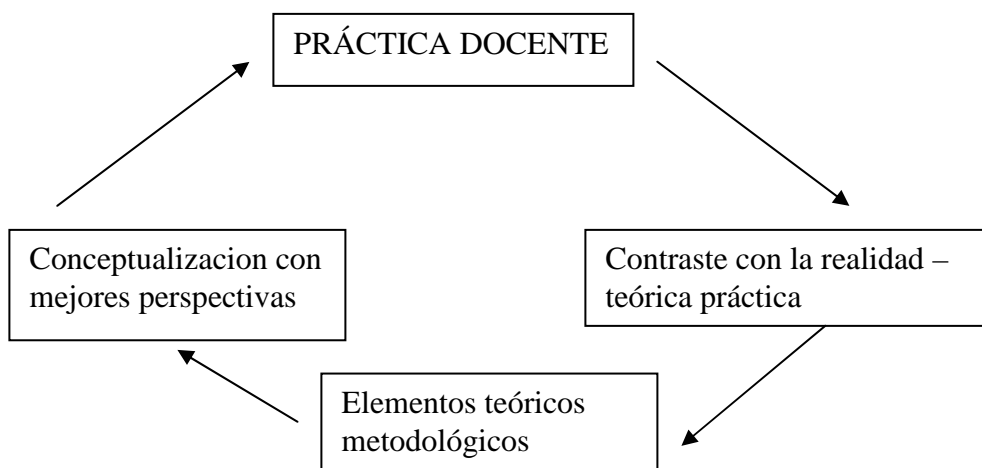 PRÁCTICA DOCENTE
Conceptualizacion con
mejores perspectivas
Contraste con la realidad –
teórica práctica
Elementos teóricos
metodológicos